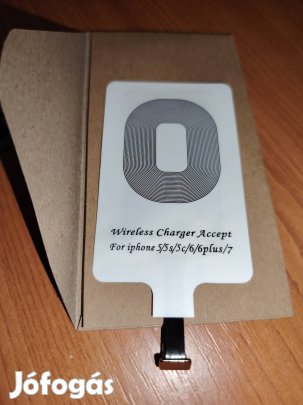 Wireless Charger Accept
For iphone 5/5s/5c/6/6plus/7
Jófogás